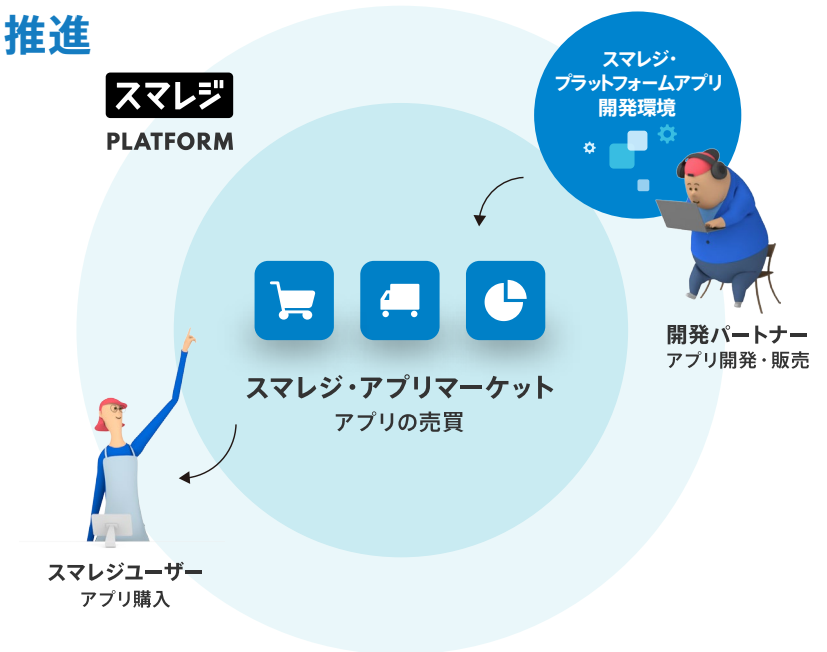 推進
スマレジ
PLATFORM
スマレジ・
プラットフォームアプリ
開発環境
開発パートナー
アプリ開発・販売
スマレジ・アプリマーケット
アプリの売買
スマレジユーザー
アプリ購入